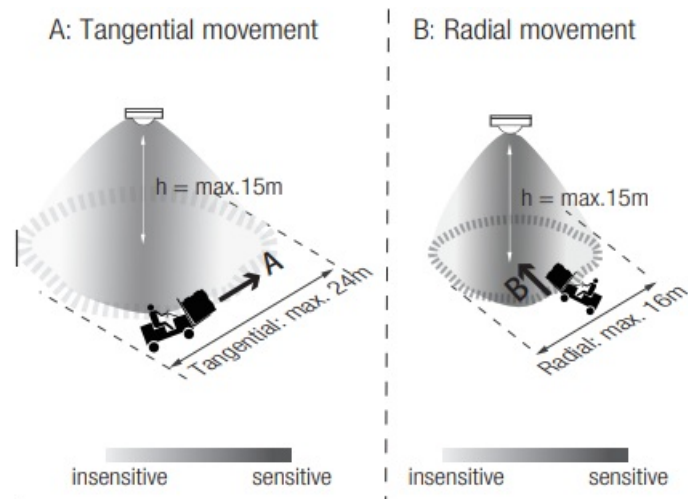 A: Tangential movement
h = max.15m
A
Tangential: max. 24m
insensitive sensitive
B: Radial movement
h = max.15m
B
Radial: max. 16m
insensitive sensitive